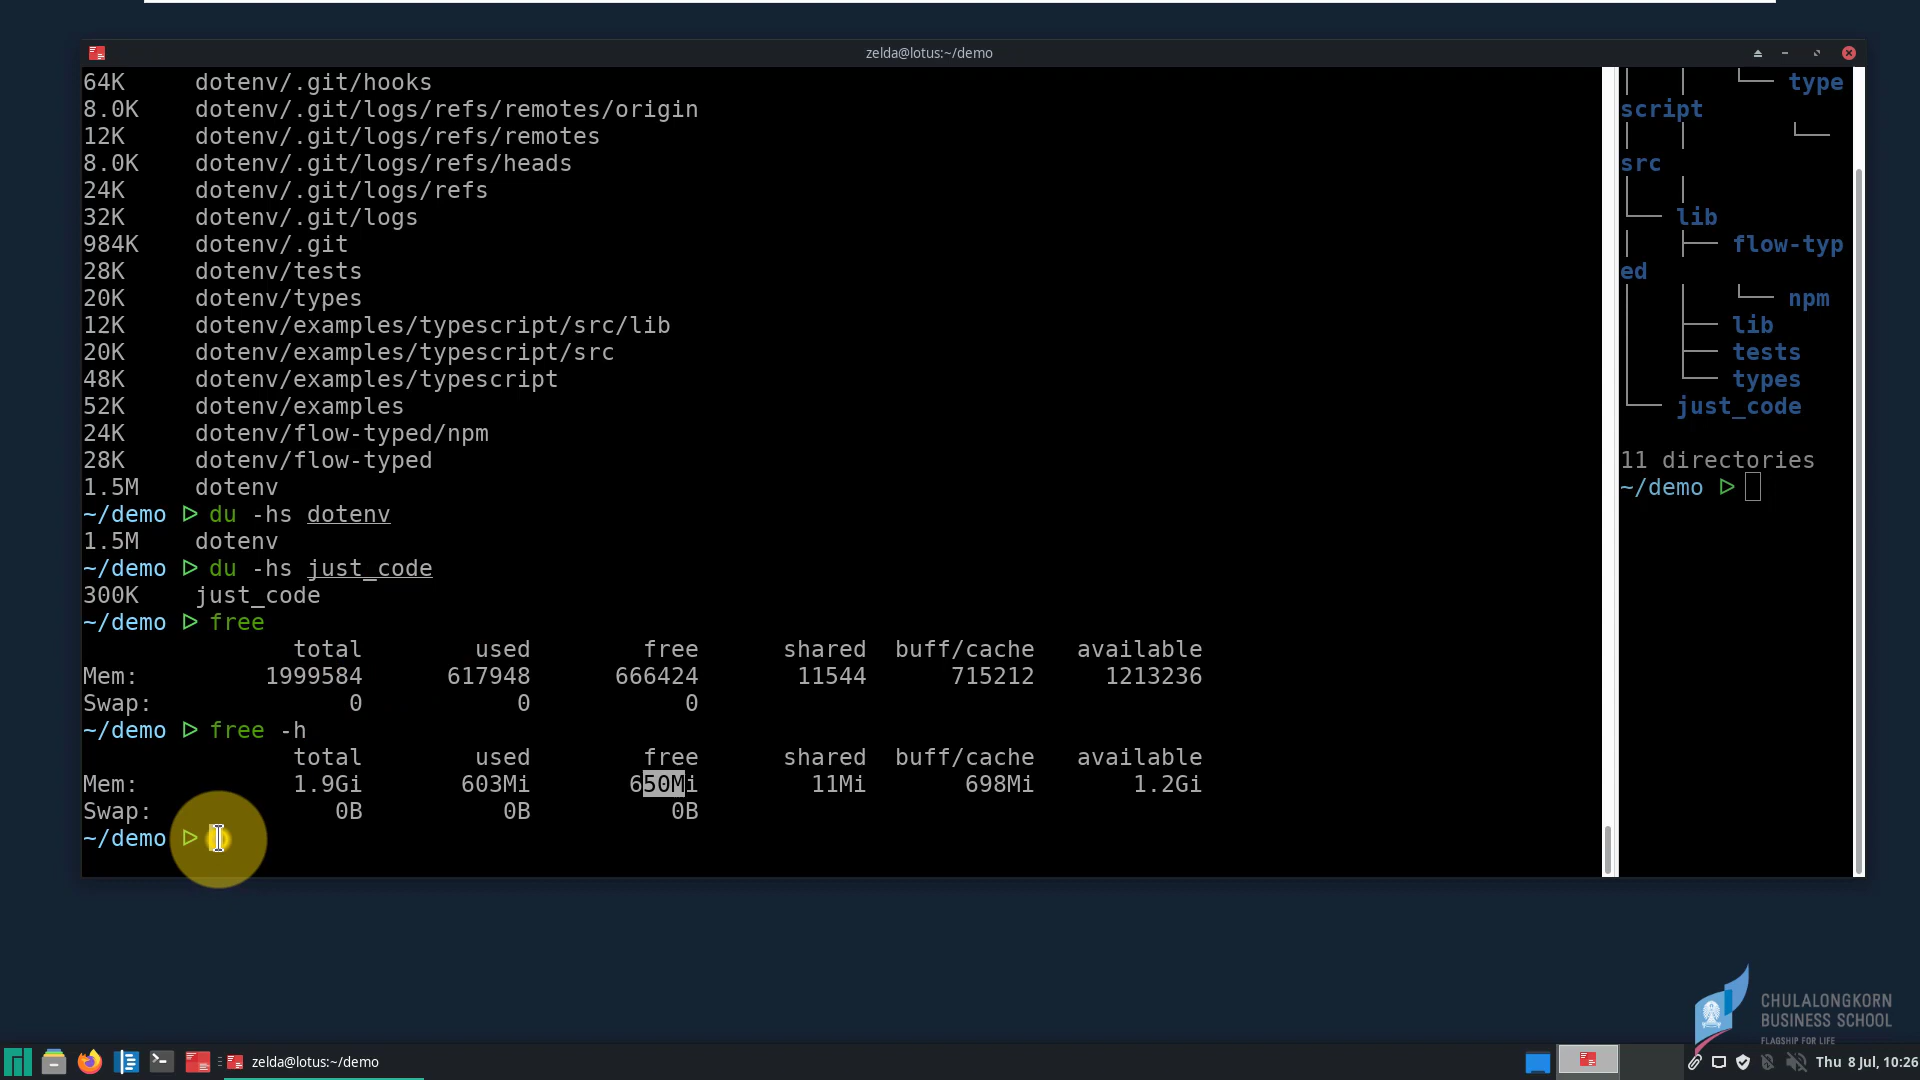 zelda@lotus:~/demo
64K dotenv/.git/hooks
8.0K dotenv/.git/logs/refs/remotes/origin
12K dotenv/.git/logs/refs/remotes
8.0K dotenv/.git/logs/refs/heads
24K dotenv/.git/logs/refs
32K dotenv/.git/logs
984K dotenv/.git
28K dotenv/tests
20K dotenv/types
12K dotenv/examples/typescript/src/lib
20K dotenv/examples/typescript/src
48K dotenv/examples/typescript
52K dotenv/examples
24K dotenv/flow-typed/npm
28K dotenv/flow-typed
1.5M dotenv
~/demo ▷ du -hs dotenv
1.5M dotenv
~/demo ▷ du -hs just_code
300K just_code
~/demo ▷ free
total used free shared buff/cache available
Mem: 1999584 617948 666424 11544 715212 1213236
Swap: 0 0 0
~/demo ▷ free -h
total used free shared buff/cache available
Mem: 1.9Gi 603Mi 650Mi 11Mi 698Mi 1.2Gi
Swap: 0B 0B 0B
~/demo ▷
│ │ └── type
script
│ │ └──
src
│ │
├── lib
│ ├── flow-typ
ed
│ │ └── npm
│ ├── lib
│ ├── tests
│ └── types
└── just_code
11 directories
~/demo ▷
CHULALONGKORN
BUSINESS SCHOOL
FLAGSHIP FOR LIFE
zelda@lotus:~/demo
Thu 8 Jul, 10:26